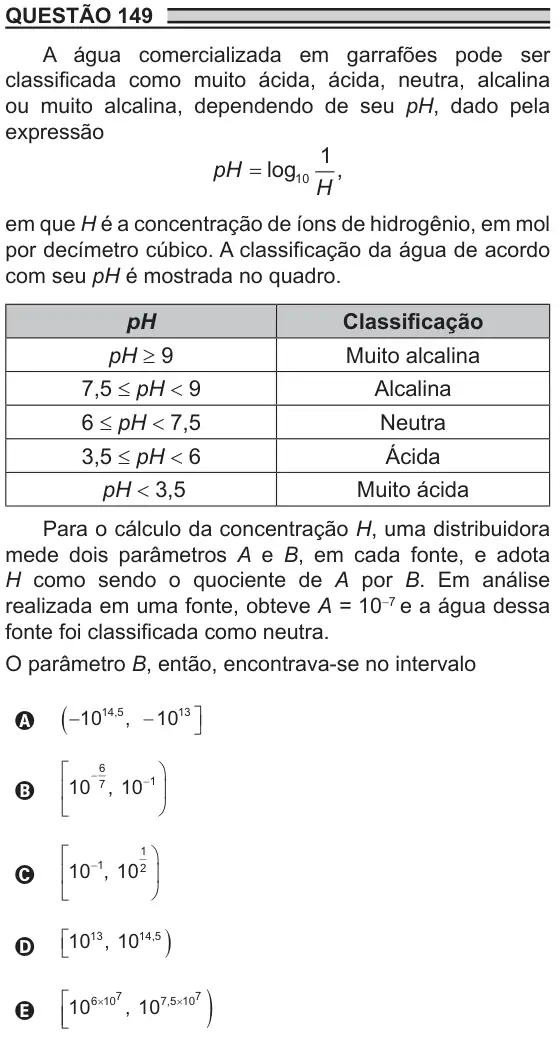 QUESTÃO 149
A água comercializada em garrafões pode ser
classificada como muito ácida, ácida, neutra, alcalina
ou muito alcalina, dependendo de seu pH, dado pela
expressão
pH = log₁₀ 1/H,
em que H é a concentração de íons de hidrogênio, em mol
por decímetro cúbico. A classificação da água de acordo
com seu pH é mostrada no quadro.
pH Classificação
pH ≥ 9 Muito alcalina
7,5 ≤ pH < 9 Alcalina
6 ≤ pH < 7,5 Neutra
3,5 ≤ pH < 6 Ácida
pH < 3,5 Muito ácida
Para o cálculo da concentração H, uma distribuidora
mede dois parâmetros A e B, em cada fonte, e adota
H como sendo o quociente de A por B. Em análise
realizada em uma fonte, obteve A = 10⁻⁷ e a água dessa
fonte foi classificada como neutra.
O parâmetro B, então, encontrava-se no intervalo
A (−10^14,5, −10^13]
B [10^(−6/7), 10^−1)
C [10^−1, 10^(1/2))
D [10^13, 10^14,5)
E [10^(6×10^7), 10^(7,5×10^7))